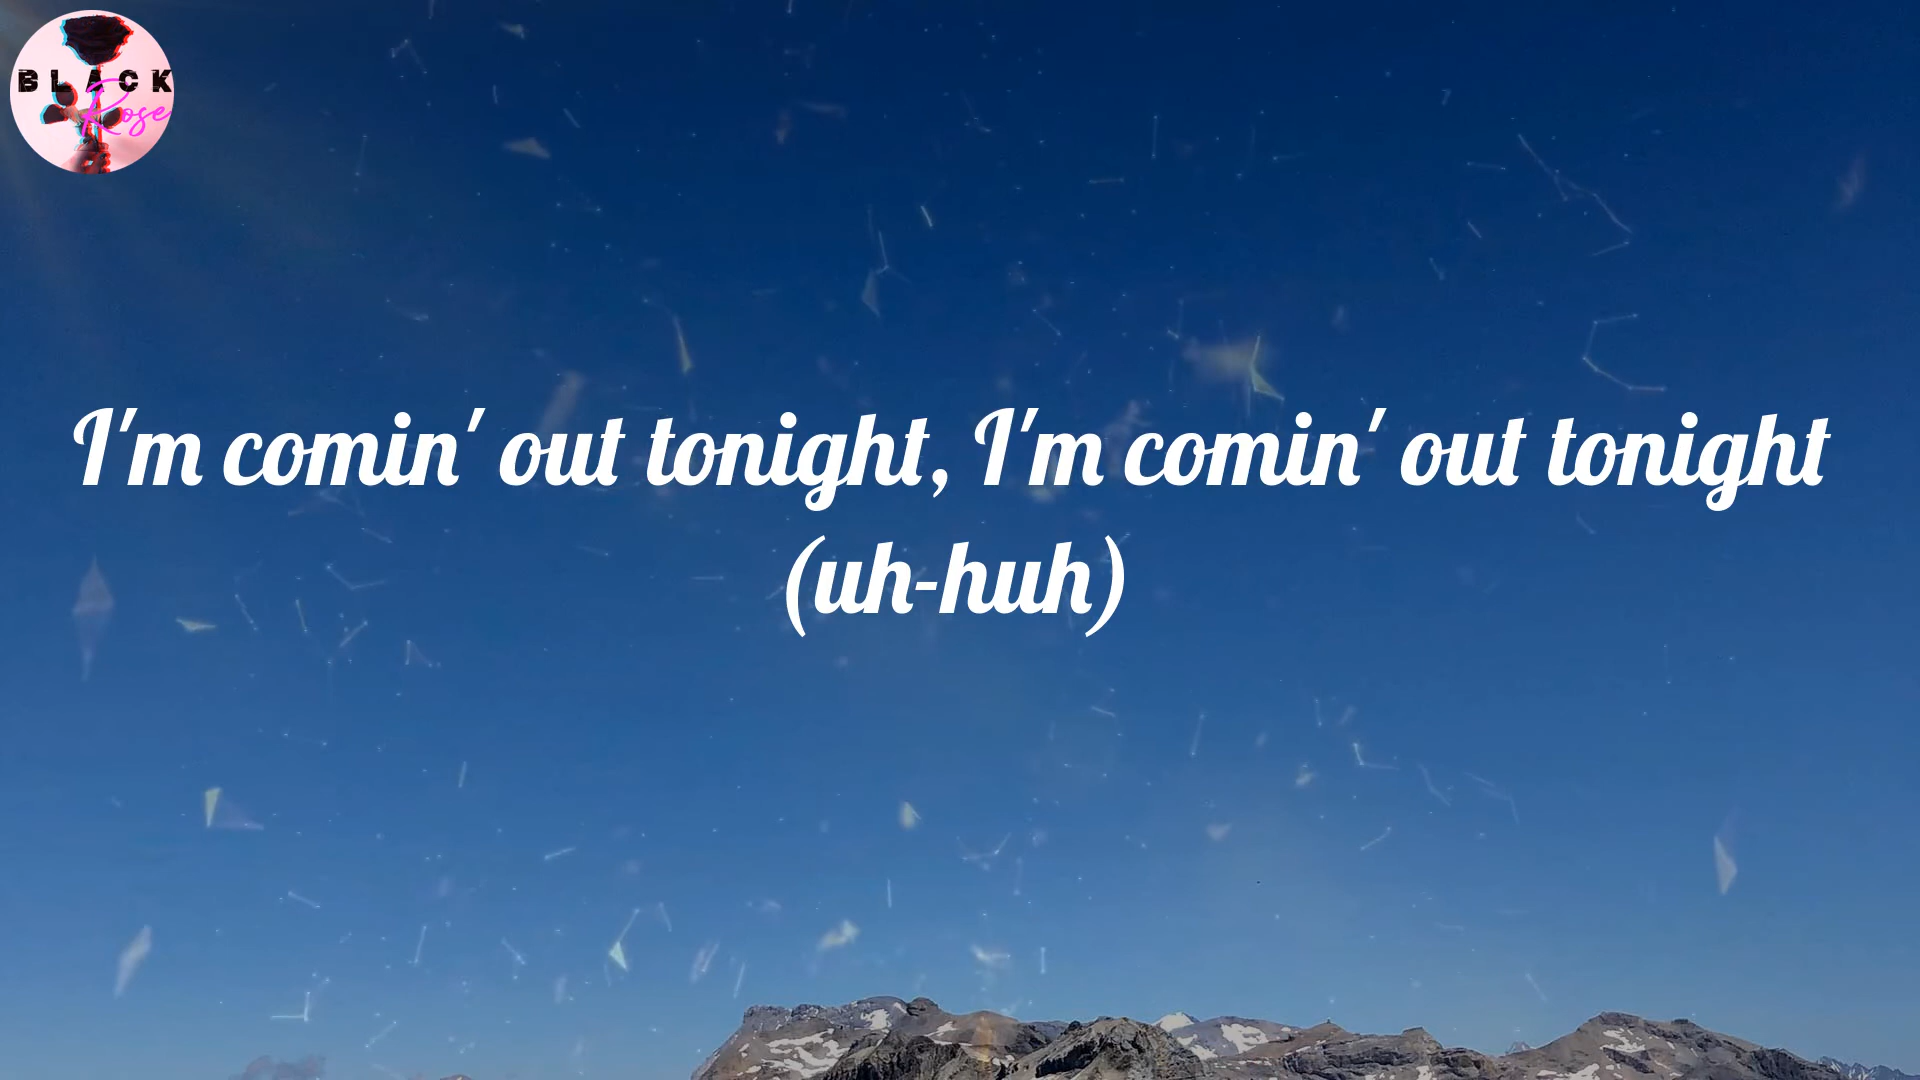 BLACK
Rose
I'm comin' out tonight, I'm comin' out tonight
(uh-huh)